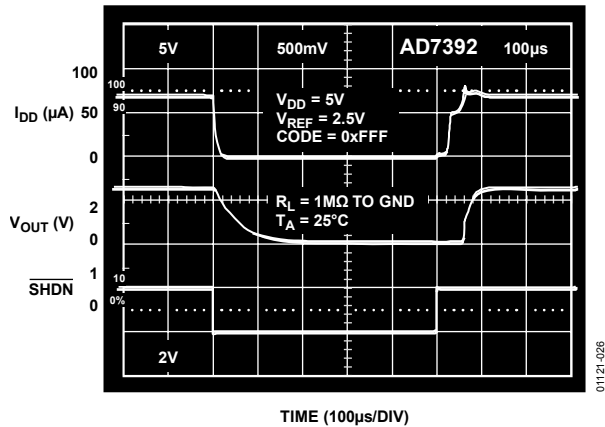 5V 500mV AD7392 100µs
100
100
90
I_DD (µA) 50
0
V_DD = 5V
V_REF = 2.5V
CODE = 0xFFF
R_L = 1MΩ TO GND
T_A = 25°C
2
V_OUT (V)
0
1
10
SHDN
0
0%
2V
TIME (100µs/DIV)
01121-026